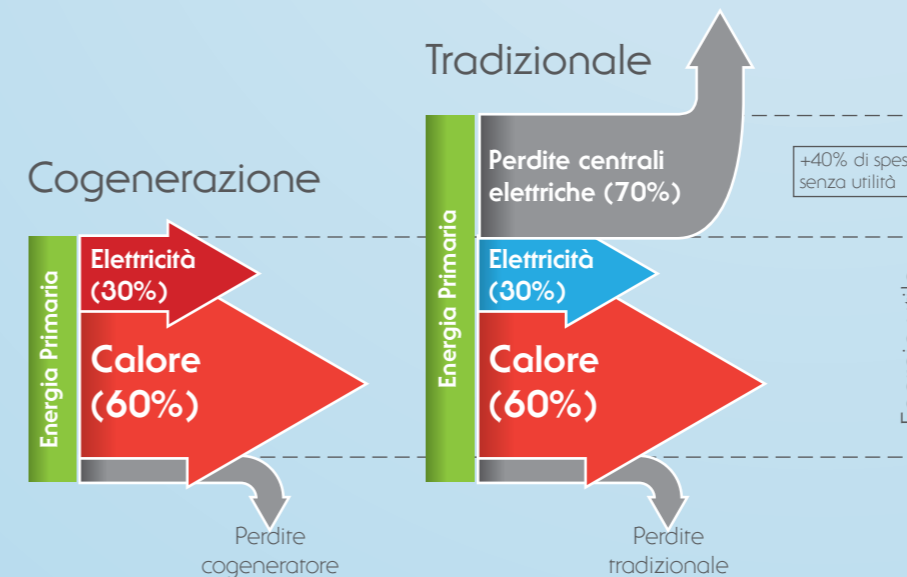 Tradizionale
Cogenerazione
Energia Primaria
Elettricità
(30%)
Calore
(60%)
Perdite
cogeneratore
Energia Primaria
Perdite centrali
elettriche (70%)
Elettricità
(30%)
Calore
(60%)
Perdite
tradizionale
+40% di
senza utilità